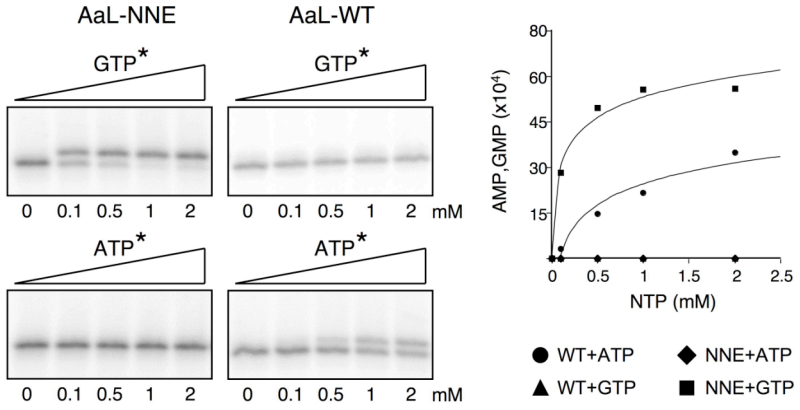 AaL-NNE AaL-WT
GTP* GTP*
0 0.1 0.5 1 2 0 0.1 0.5 1 2 mM
ATP* ATP*
0 0.1 0.5 1 2 0 0.1 0.5 1 2 mM
AMP,GMP (x10⁴)
80
60
45
30
15
0 0.5 1 1.5 2 2.5
NTP (mM)
WT+ATP NNE+ATP
WT+GTP NNE+GTP